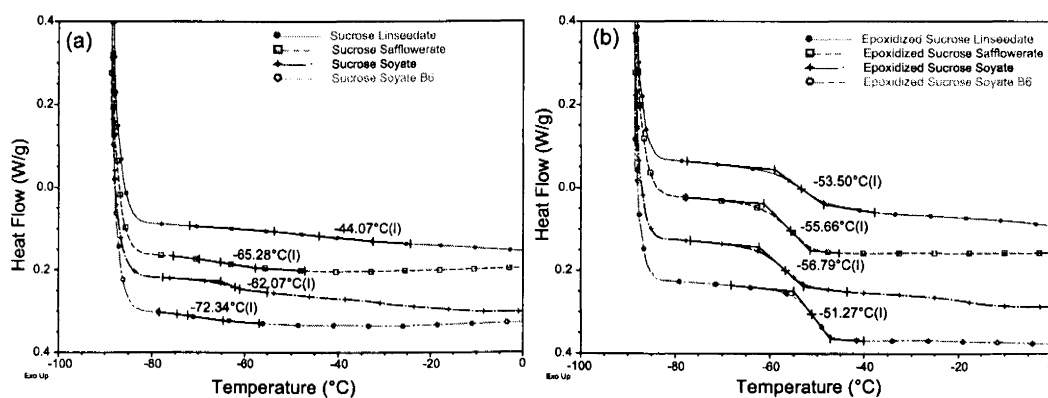 (a)
Sucrose Linseedate
Sucrose Safflowerate
Sucrose Soyate
Sucrose Soyate B6
Heat Flow (W/g)
0.4
0.2
0.0
0.2
0.4
-44.07°C(I)
-65.28°C(I)
-62.07°C(I)
-72.34°C(I)
Exo Up
-100
-80
-60
-40
-20
0
Temperature (°C)
(b)
Epoxidized Sucrose Linseedate
Epoxidized Sucrose Safflowerate
Epoxidized Sucrose Soyate
Epoxidized Sucrose Soyate B6
Heat Flow (W/g)
0.4
0.2
0.0
0.2
0.4
-53.50°C(I)
-55.66°C(I)
-56.79°C(I)
-51.27°C(I)
Exo Up
-100
-80
-60
-40
-20
0
Temperature (°C)